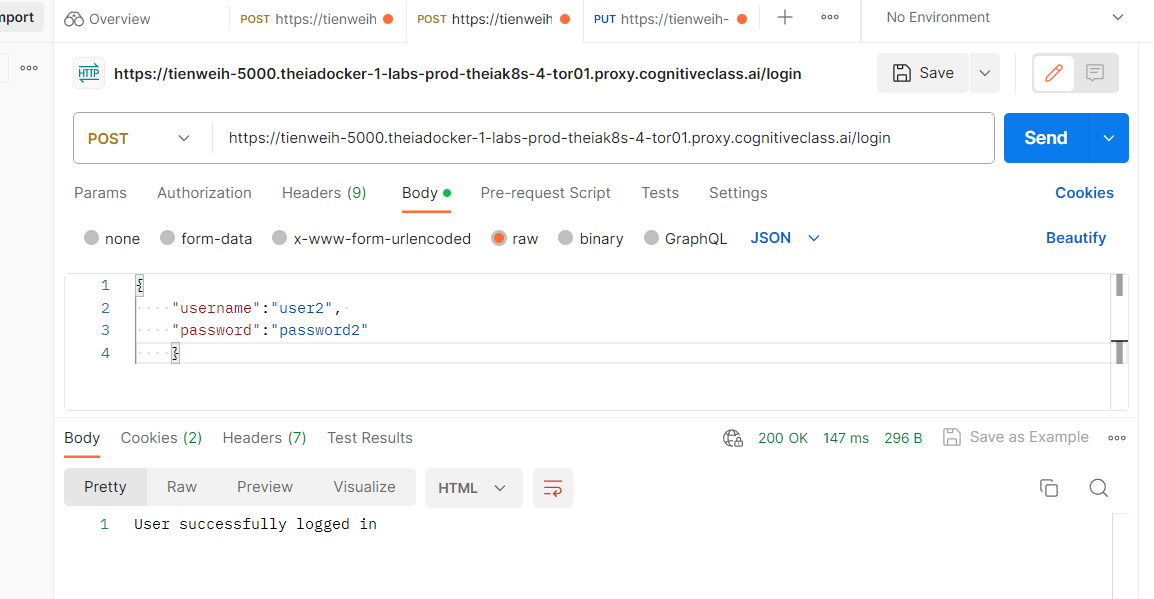 mport
Overview
POST https://tienweih
POST https://tienweih
PUT https://tienweih-
No Environment
HTTP
https://tienweih-5000.theiadocker-1-labs-prod-theiak8s-4-tor01.proxy.cognitiveclass.ai/login
Save
POST
https://tienweih-5000.theiadocker-1-labs-prod-theiak8s-4-tor01.proxy.cognitiveclass.ai/login
Send
Params Authorization Headers (9) Body Pre-request Script Tests Settings Cookies
none form-data x-www-form-urlencoded raw binary GraphQL JSON Beautify
1 {
2 "username":"user2",
3 "password":"password2"
4 }
Body Cookies (2) Headers (7) Test Results 200 OK 147 ms 296 B Save as Example
Pretty Raw Preview Visualize HTML
1 User successfully logged in